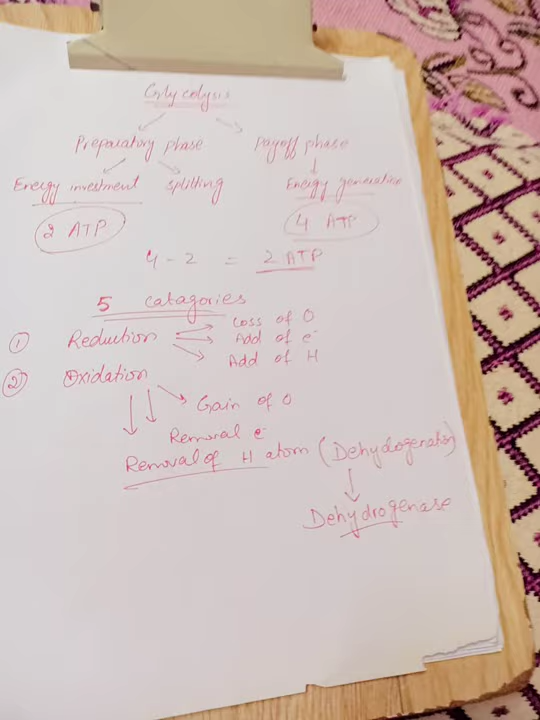 Glycolysis
Preparatory phase Payoff phase
Energy investment splitting Energy generation
2 ATP 4 ATP
4 - 2 = 2 ATP
5 catagories
① Reduction Loss of O
Add of e⁻
Add of H
② Oxidation
Gain of O
Removal e⁻
Removal of H atom (Dehydrogenation)
Dehydrogenase